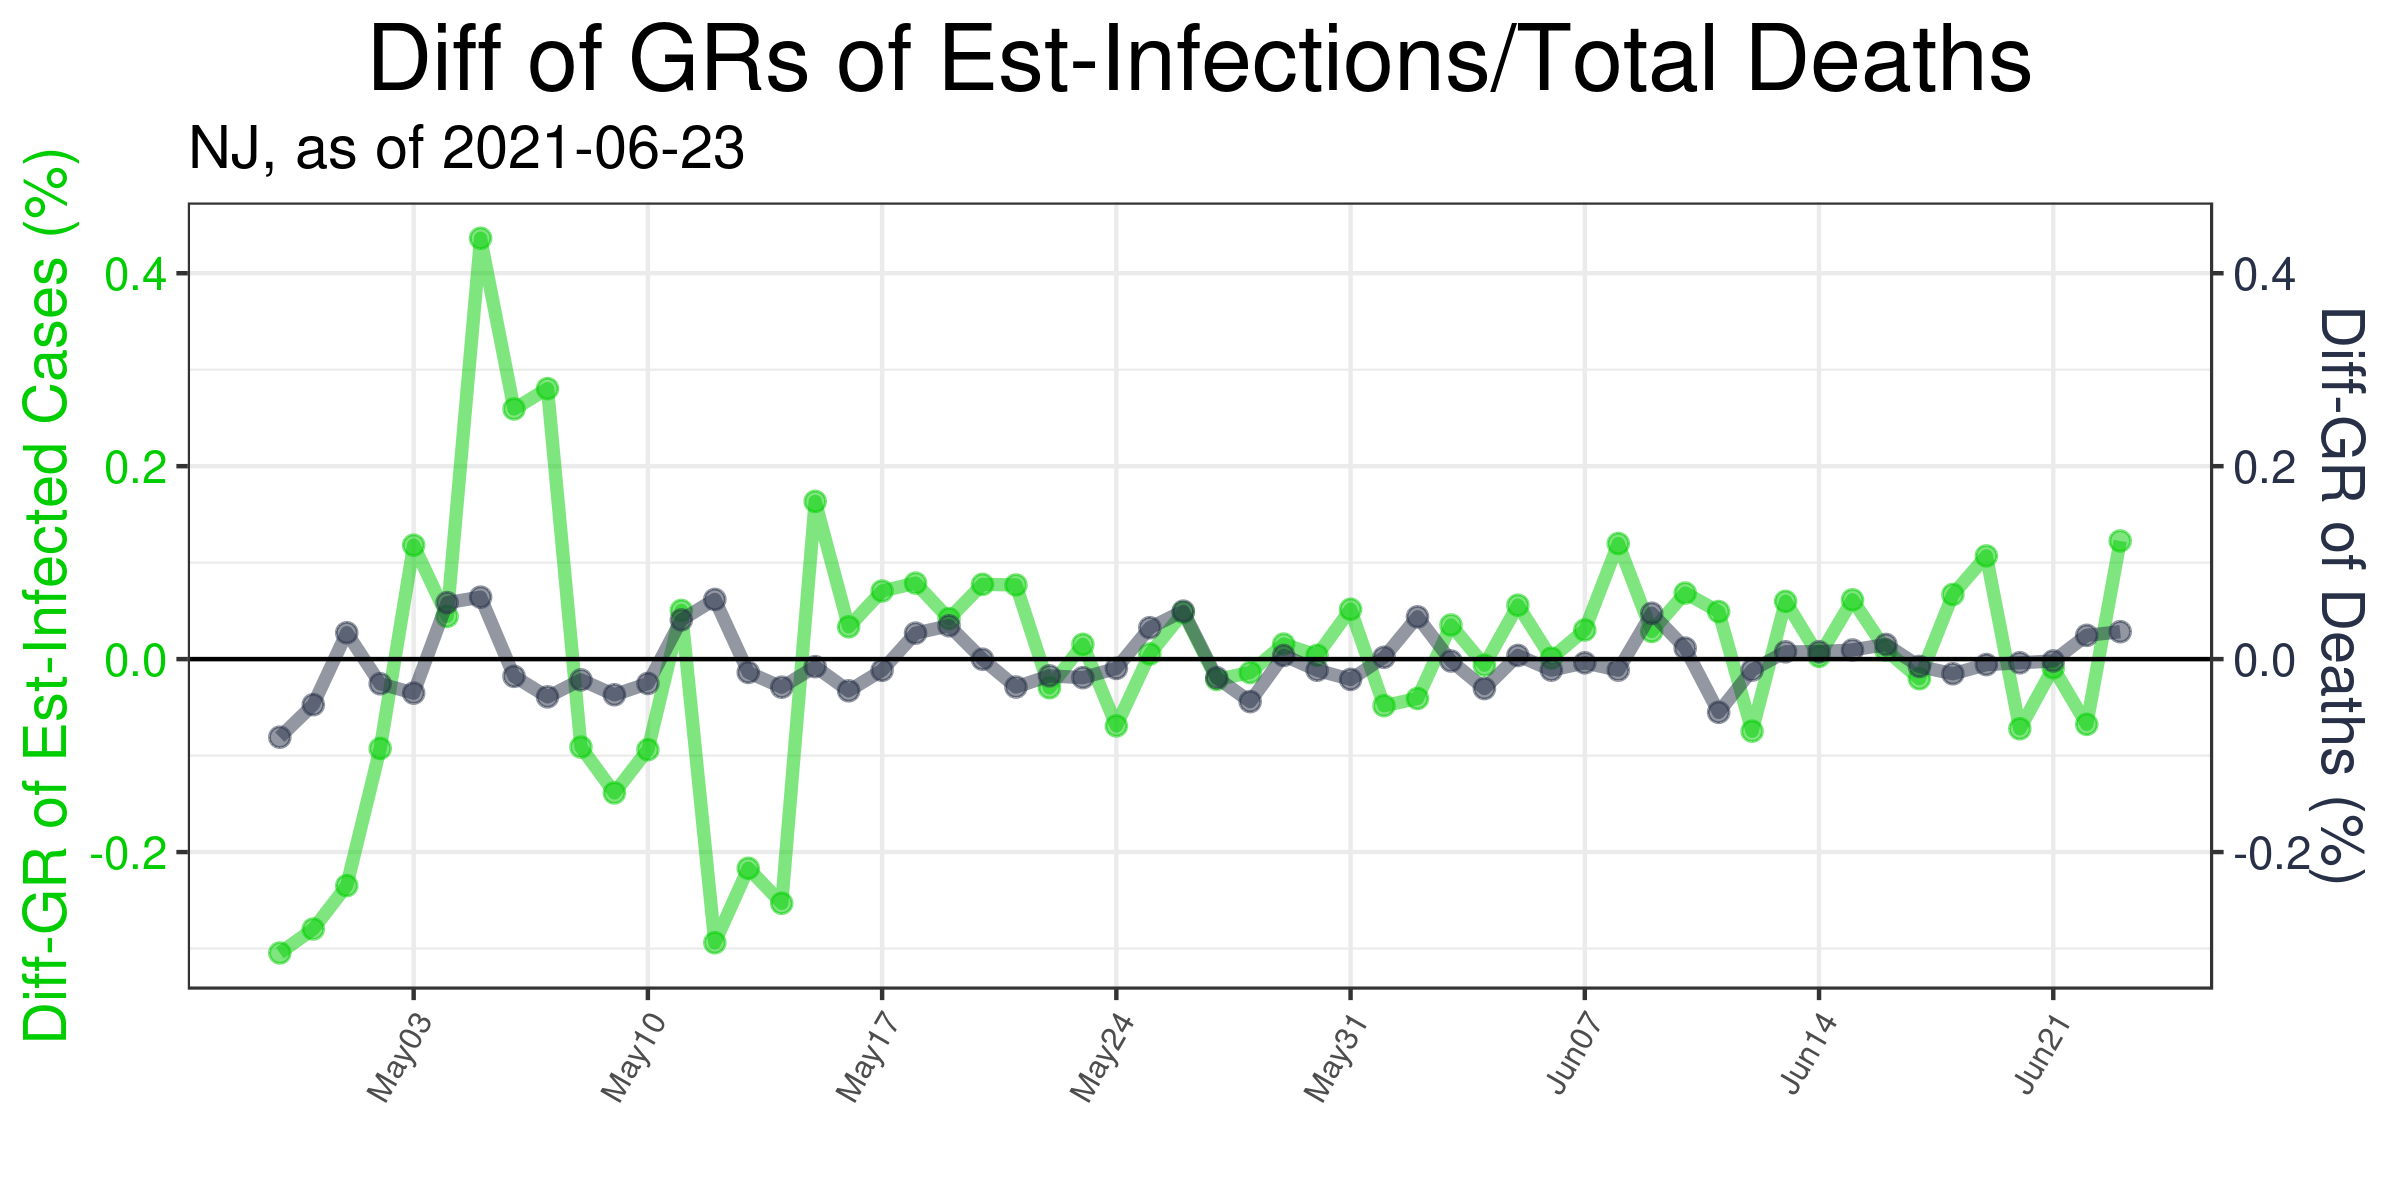 Diff of GRs of Est-Infections/Total Deaths
NJ, as of 2021-06-23
Diff-GR of Est-Infected Cases (%)
0.4
0.2
0.0
-0.2
0.4
0.2
0.0
-0.2
Diff-GR of Deaths (%)
May03
May10
May17
May24
May31
Jun07
Jun14
Jun21